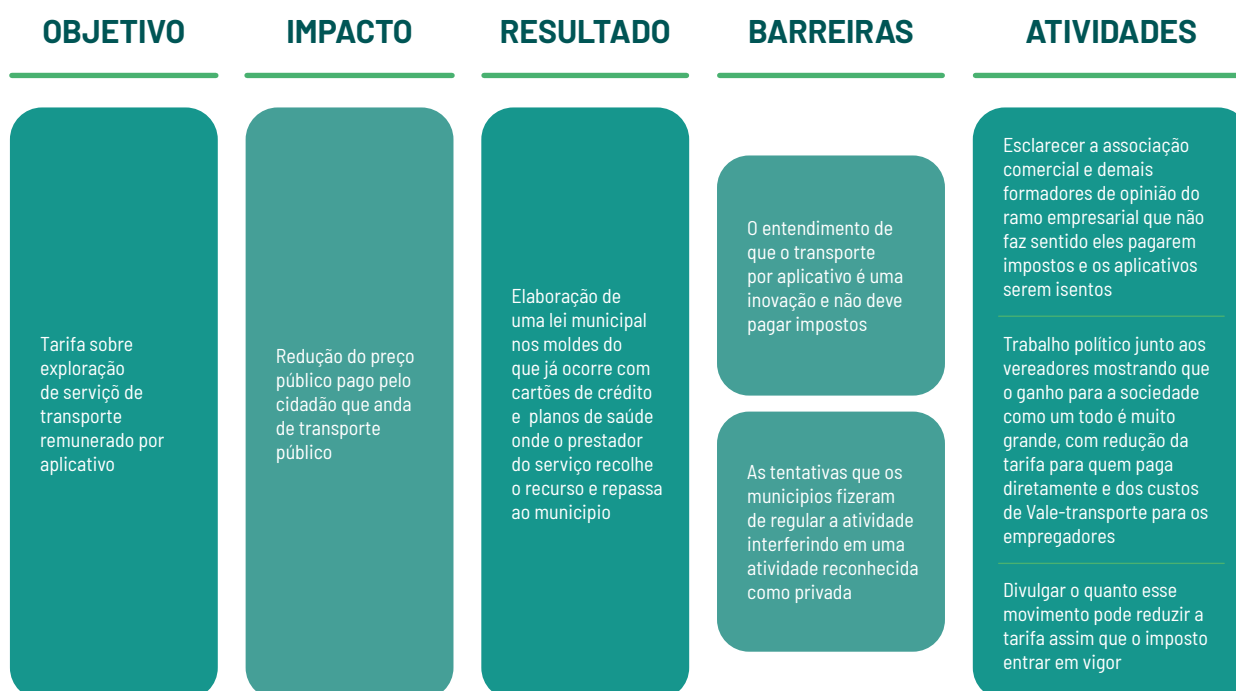 OBJETIVO
IMPACTO
RESULTADO
BARREIRAS
ATIVIDADES
Tarifa sobre
exploração
de serviçõ de
transporte
remunerado por
aplicativo
Redução do preço
público pago pelo
cidadão que anda
de transporte
público
Elaboração de
uma lei municipal
nos moldes do
que já ocorre com
cartões de crédito
e planos de saúde
onde o prestador
do serviço recolhe
o recurso e repassa
ao municipio
O entendimento de
que o transporte
por aplicativo é uma
inovação e não deve
pagar impostos
As tentativas que os
municipios fizeram
de regular a atividade
interferindo em uma
atividade reconhecida
como privada
Esclarecer a associação
comercial e demais
formadores de opinião do
ramo empresarial que não
faz sentido eles pagarem
impostos e os aplicativos
serem isentos
Trabalho político junto aos
vereadores mostrando que
o ganho para a sociedade
como um todo é muito
grande, com redução da
tarifa para quem paga
diretamente e dos custos
de Vale-transporte para os
empregadores
Divulgar o quanto esse
movimento pode reduzir a
tarifa assim que o imposto
entrar em vigor